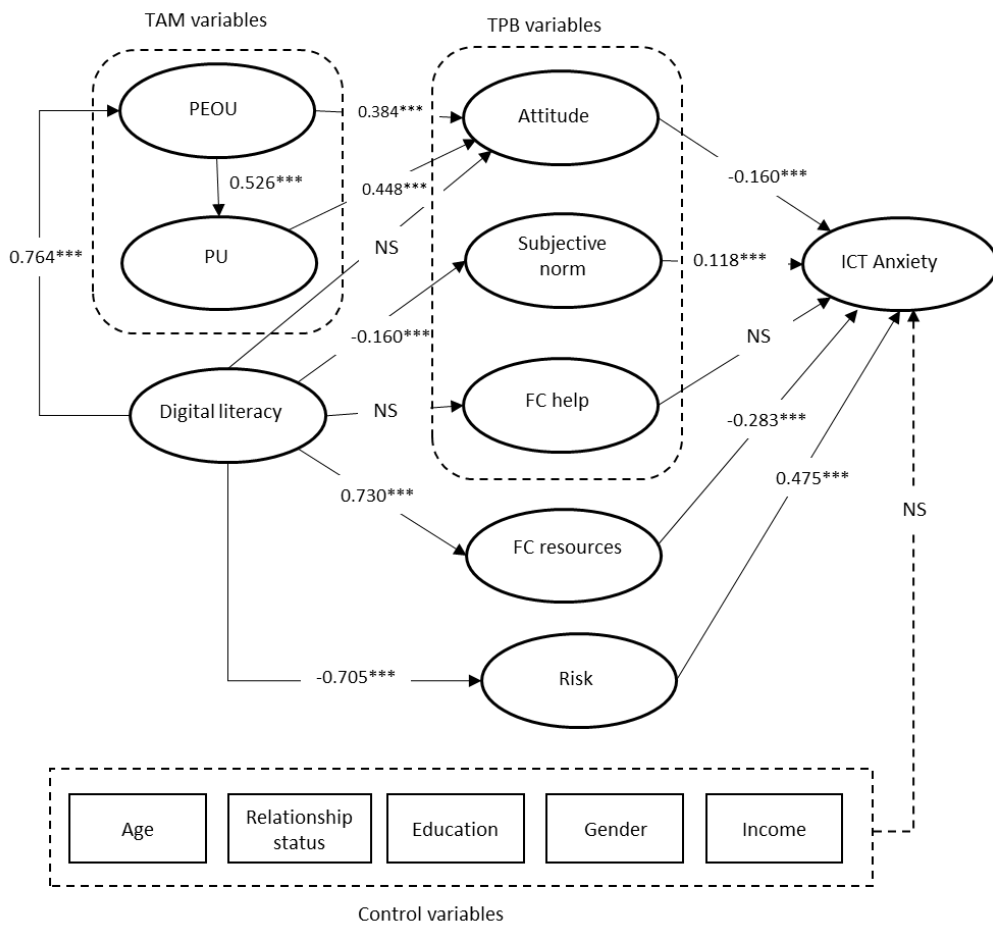 TAM variables
TPB variables
PEOU
0.384***
Attitude
0.526***
-0.160***
0.448***
0.764***
PU
NS
Subjective
norm
0.118***
ICT Anxiety
-0.160***
NS
Digital literacy
NS
FC help
-0.283***
0.475***
0.730***
NS
FC resources
-0.705***
Risk
Age
Relationship
status
Education
Gender
Income
Control variables